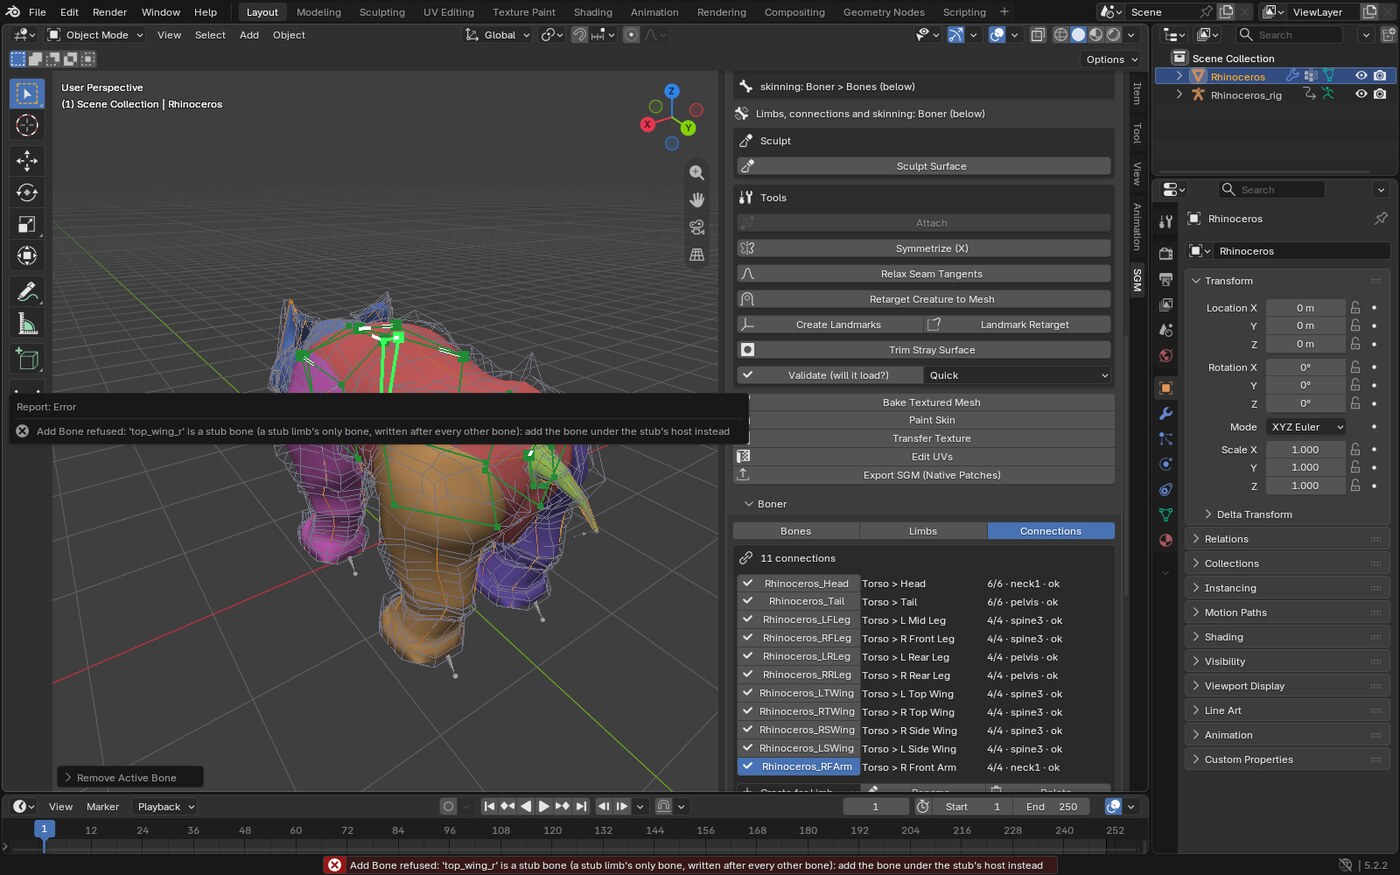 File Edit Render Window Help Layout Modeling Sculpting UV Editing Texture Paint Shading Animation Rendering Compositing Geometry Nodes Scripting + Scene ViewLayer
Object Mode View Select Add Object Global Search
Options
User Perspective
(1) Scene Collection | Rhinoceros
Z
X
Y
skinning: Boner > Bones (below)
Limbs, connections and skinning: Boner (below)
Sculpt
Sculpt Surface
Tools
Attach
Symmetrize (X)
Relax Seam Tangents
Retarget Creature to Mesh
Create Landmarks Landmark Retarget
Trim Stray Surface
Validate (will it load?) Quick
Bake Textured Mesh
Paint Skin
Transfer Texture
Edit UVs
Export SGM (Native Patches)
Boner
Bones Limbs Connections
11 connections
Rhinoceros_Head Torso > Head 6/6 · neck1 · ok
Rhinoceros_Tail Torso > Tail 6/6 · pelvis · ok
Rhinoceros_LFLeg Torso > L Mid Leg 4/4 · spine3 · ok
Rhinoceros_RFLeg Torso > R Front Leg 4/4 · spine3 · ok
Rhinoceros_LRLeg Torso > L Rear Leg 4/4 · pelvis · ok
Rhinoceros_RRLeg Torso > R Rear Leg 4/4 · pelvis · ok
Rhinoceros_LTWing Torso > L Top Wing 4/4 · spine3 · ok
Rhinoceros_RTWing Torso > R Top Wing 4/4 · spine3 · ok
Rhinoceros_RSWing Torso > R Side Wing 4/4 · spine3 · ok
Rhinoceros_LSWing Torso > L Side Wing 4/4 · spine3 · ok
Rhinoceros_RFArm Torso > R Front Arm 4/4 · neck1 · ok
Item
Tool
View
Animation
SGM
Report: Error
Add Bone refused: 'top_wing_r' is a stub bone (a stub limb's only bone, written after every other bone): add the bone under the stub's host instead
Remove Active Bone
Scene Collection
Rhinoceros
Rhinoceros_rig
Search
Rhinoceros
Rhinoceros
Transform
Location X 0 m
Y 0 m
Z 0 m
Rotation X 0°
Y 0°
Z 0°
Mode XYZ Euler
Scale X 1.000
Y 1.000
Z 1.000
Delta Transform
Relations
Collections
Instancing
Motion Paths
Shading
Visibility
Viewport Display
Line Art
Animation
Custom Properties
View Marker Playback 1 Start 1 End 250
1 12 24 36 48 60 72 84 96 108 120 132 144 156 168 180 192 204 216 228 240 252
Add Bone refused: 'top_wing_r' is a stub bone (a stub limb's only bone, written after every other bone): add the bone under the stub's host instead
5.2.2